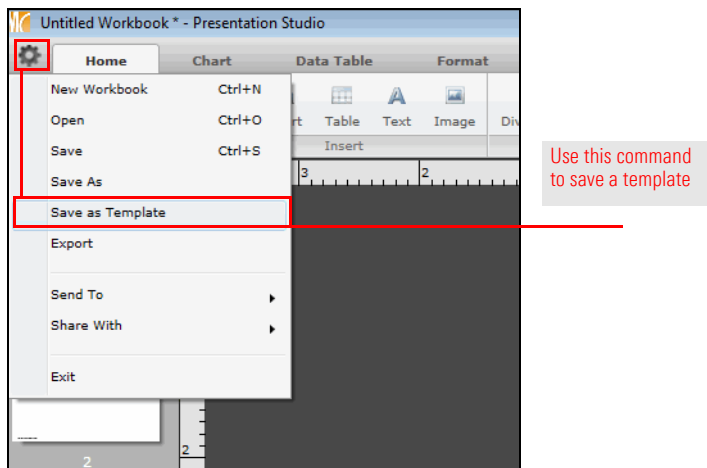 Untitled Workbook * - Presentation Studio
Home Chart Data Table Format
New Workbook Ctrl+N
Open Ctrl+O
Save Ctrl+S
Save As
Save as Template
Export
Send To
Share With
Exit
Table Text Image
Insert
3 2
2
2
Use this command
to save a template